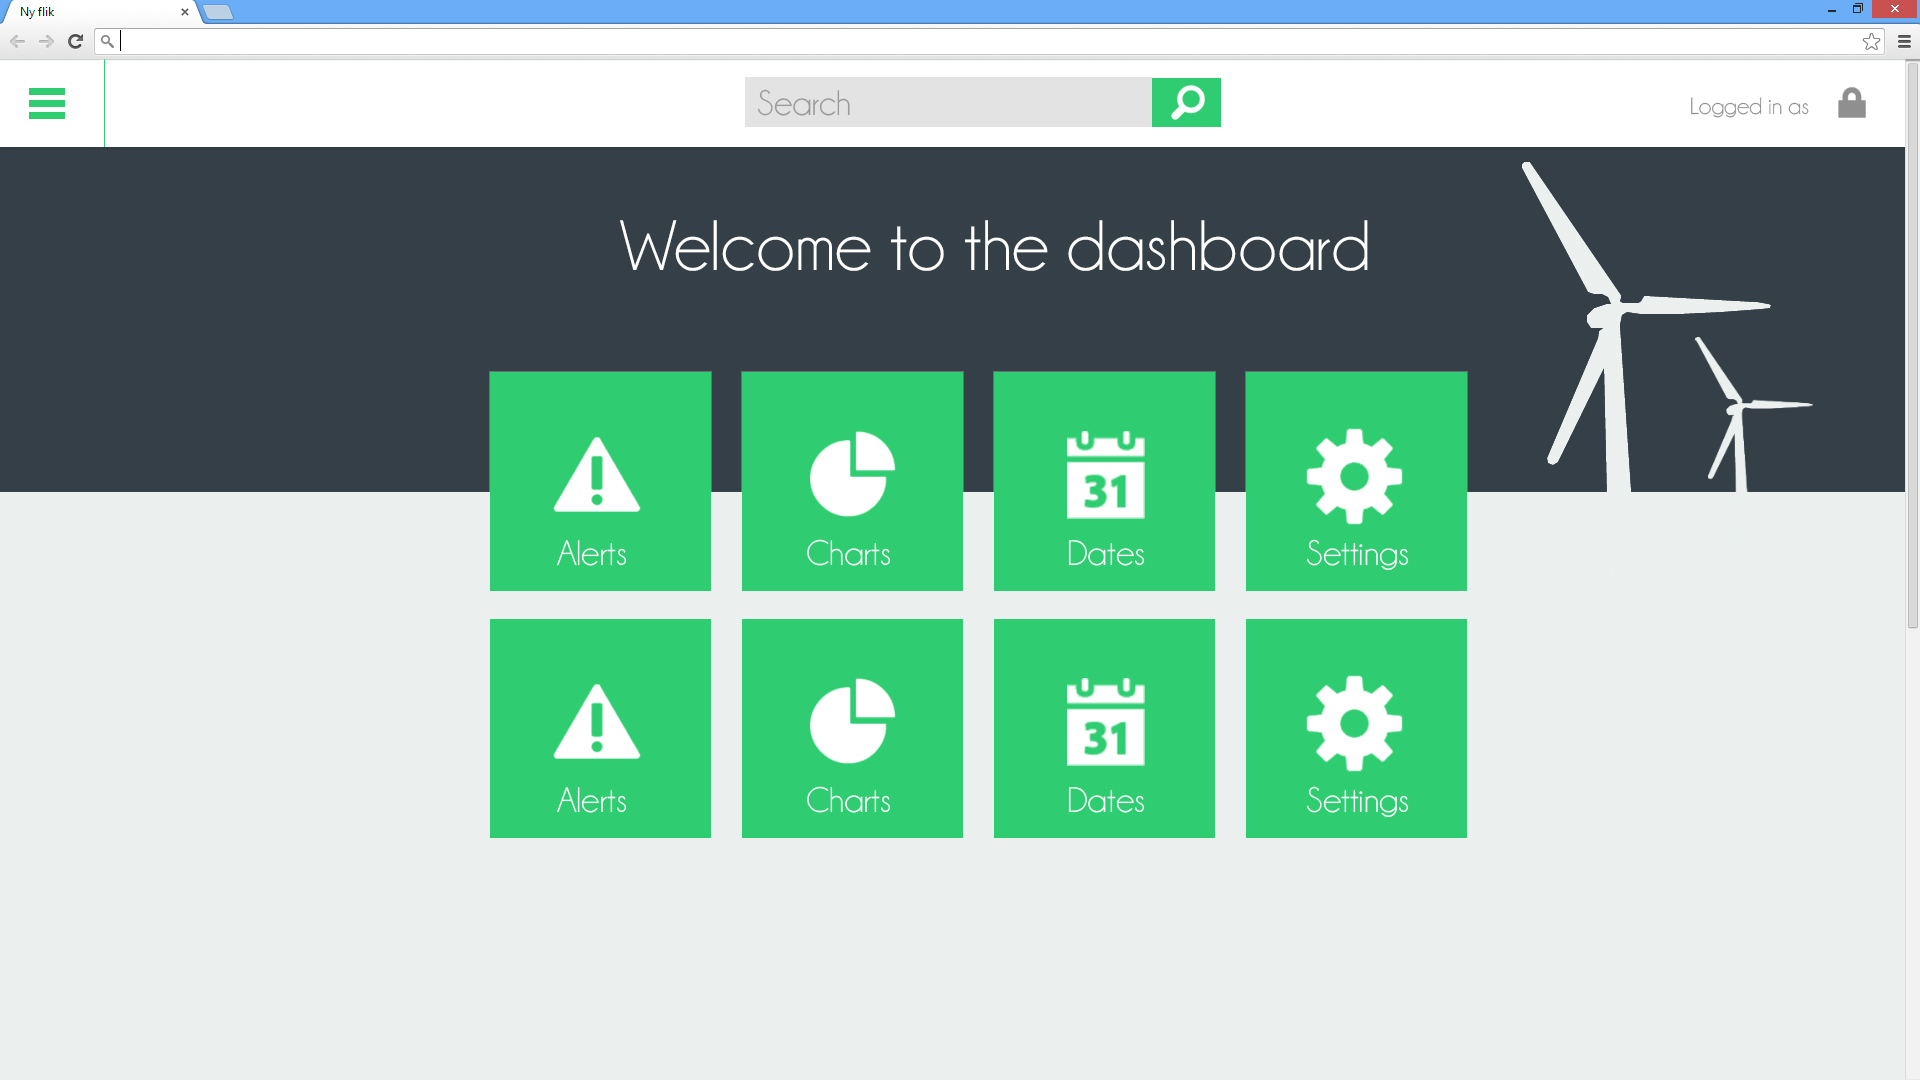 Ny flik
Search
Logged in as
Welcome to the dashboard
31
Alerts Charts Dates Settings
31
Alerts Charts Dates Settings